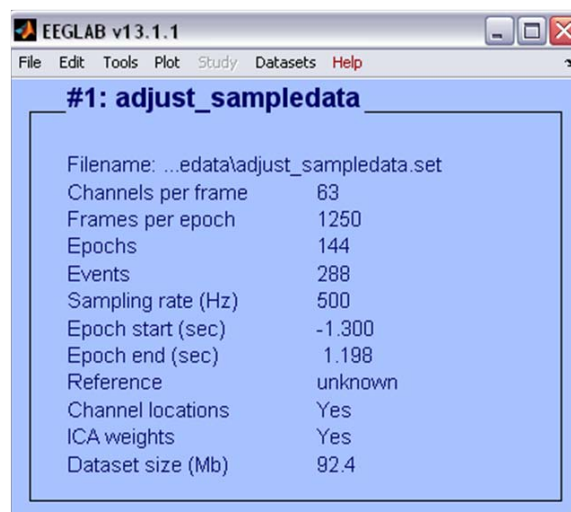 EEGLAB v13.1.1
File Edit Tools Plot Study Datasets Help
#1: adjust_sampledata
Filename: ...edata\adjust_sampledata.set
Channels per frame 63
Frames per epoch 1250
Epochs 144
Events 288
Sampling rate (Hz) 500
Epoch start (sec) -1.300
Epoch end (sec) 1.198
Reference unknown
Channel locations Yes
ICA weights Yes
Dataset size (Mb) 92.4